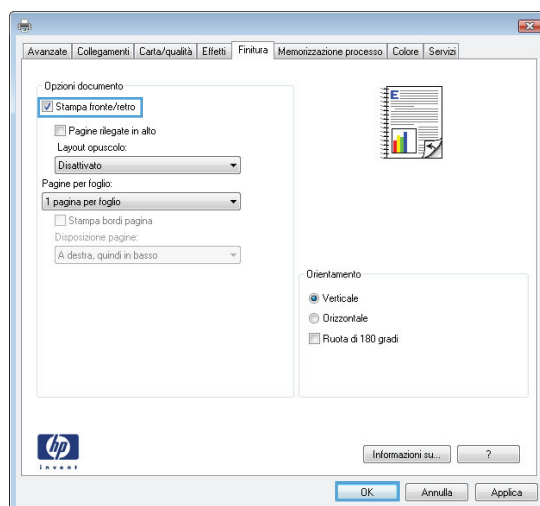 Avanzate Collegamenti Carta/qualità Effetti Finitura Memorizzazione processo Colore Servizi
Opzioni documento
Stampa fronte/retro
Pagine rilegate in alto
Layout opuscolo:
Disattivato
Pagine per foglio:
1 pagina per foglio
Stampa bordi pagina
Disposizione pagine:
A destra, quindi in basso
E
Orientamento
Verticale
Orizzontale
Ruota di 180 gradi
hp
invent
Informazioni su... ?
OK Annulla Applica